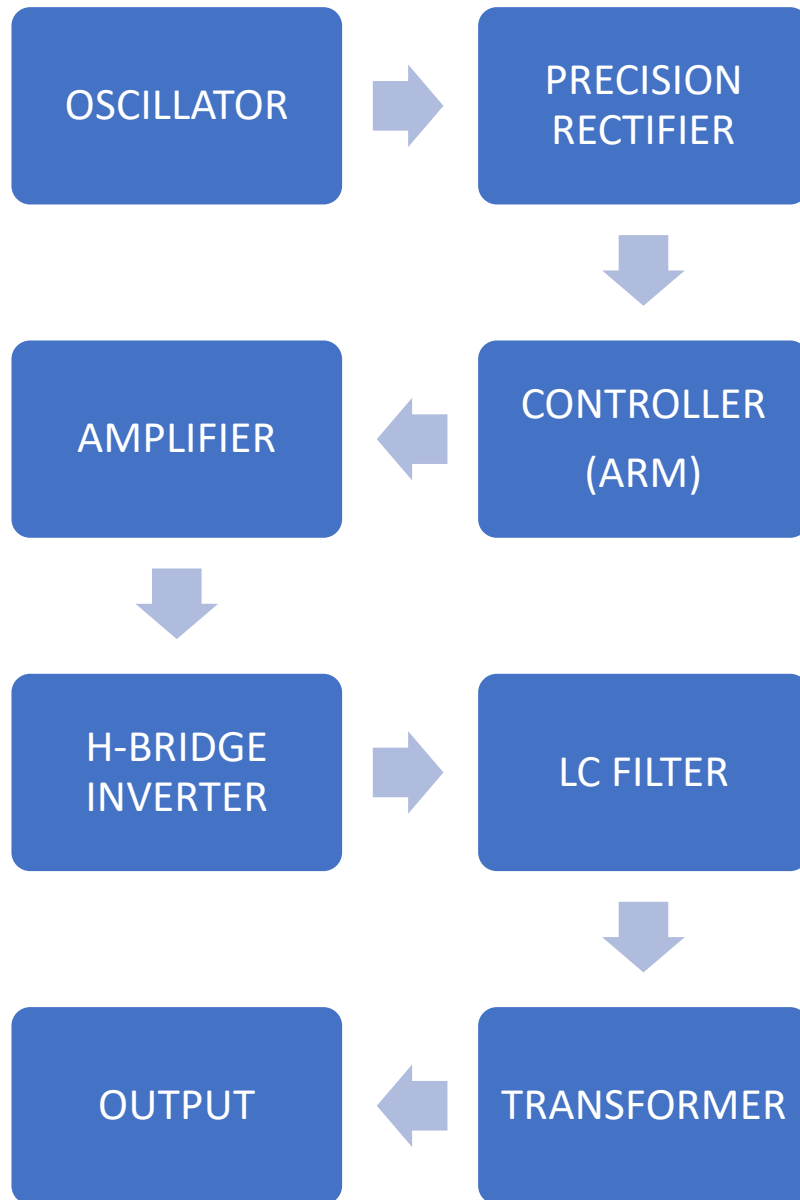 OSCILLATOR
PRECISION
RECTIFIER
CONTROLLER
(ARM)
AMPLIFIER
H-BRIDGE
INVERTER
LC FILTER
TRANSFORMER
OUTPUT